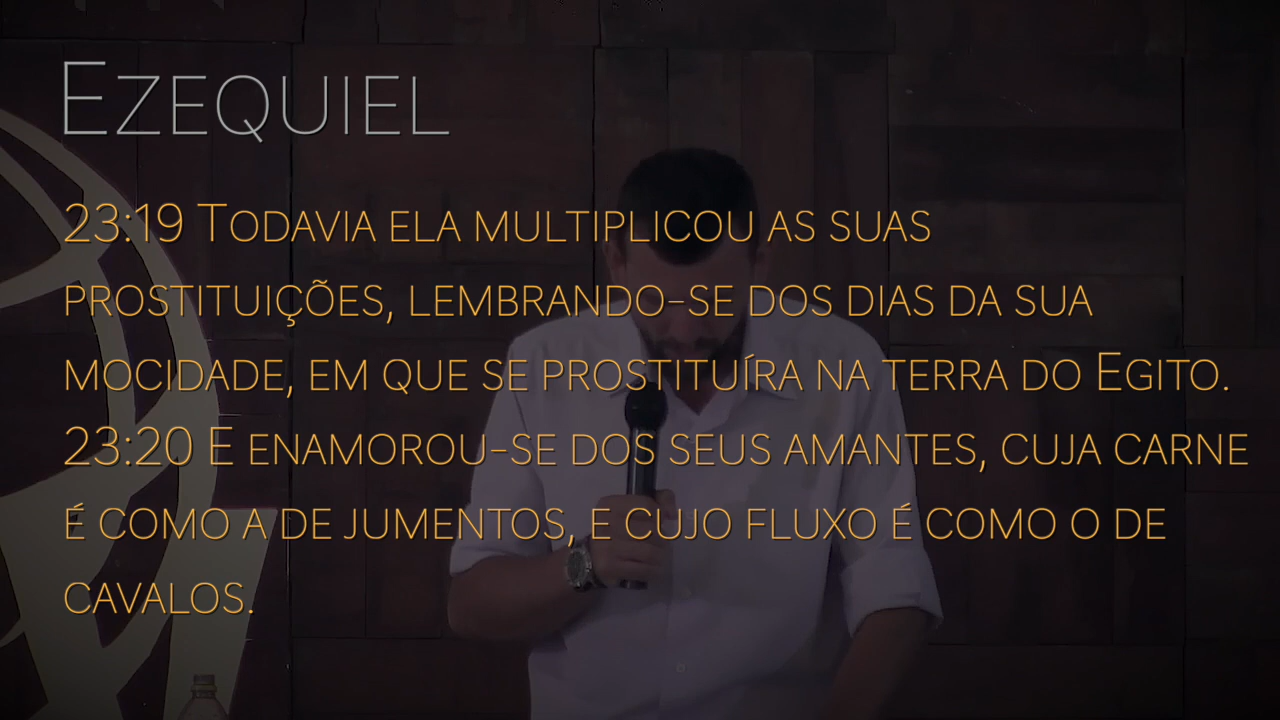 Ezequiel
23:19 Todavia ela multiplicou as suas
prostituições, lembrando-se dos dias da sua
mocidade, em que se prostituíra na terra do Egito.
23:20 E enamorou-se dos seus amantes, cuja carne
é como a de jumentos, e cujo fluxo é como o de
cavalos.